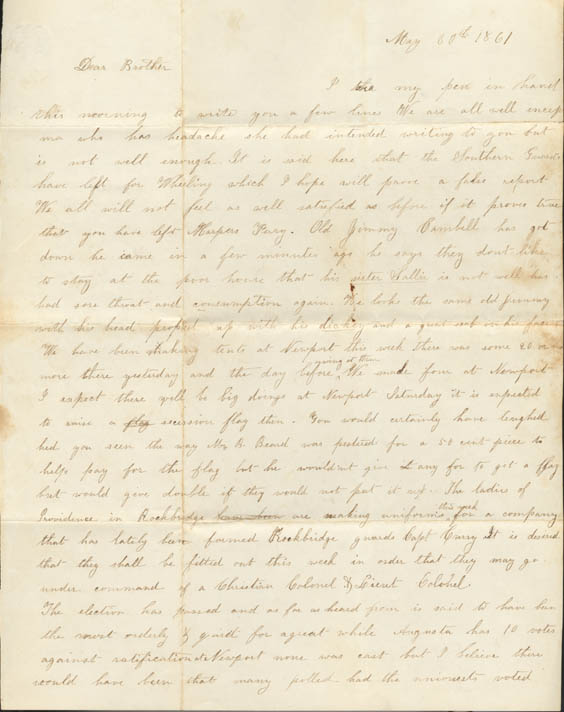 May 30th 1861
Dear Brother
I my pen in hand
this morning to write you a few lines We are all well
ma who has headache she had intended writing to you but
is not well enough. It is said here that the Southern Guards
have left for Wheeling which I hope will prove a false report.
We all will not feel as well satisfied as before if it proves true
that you have left Harpers Ferry. Old Jimmy has got
down he came in a few minutes ago he says they dont like
to stay at the poor house that his sister Nallie is not well has
had sore throat and consumption again. He looks the same old Jimmy
with his head propped up with his dickey and a great on his face
We have been making tents at Newport this week there was some 20 or
more there yesterday and the day before We made four at Newport
I expect there will be big doings at Newport Saturday it is expected
to raise a flag secession flag then. You would certainly have laughed
had you seen the way Mr B. Beard was pestered for a 50 cent piece to
help pay for the flag but he wouldnt give any for to get a flag
but would give double if they would not put it up. The ladies of
Providence in Rockbridge have been are making uniforms this week for a company
that has lately been formed Rockbridge guards Capt Curry It is desired
that they shall be fitted out this week in order that they may go
under command of a Christian Colonel & Lieut Colonel
The election has passed and as far as heard from is said to have been
the most orderly & quiet for a great while Augusta has 10 votes
against ratification at Newport none was cast but I believe there
would have been that many polled had the unionists voted